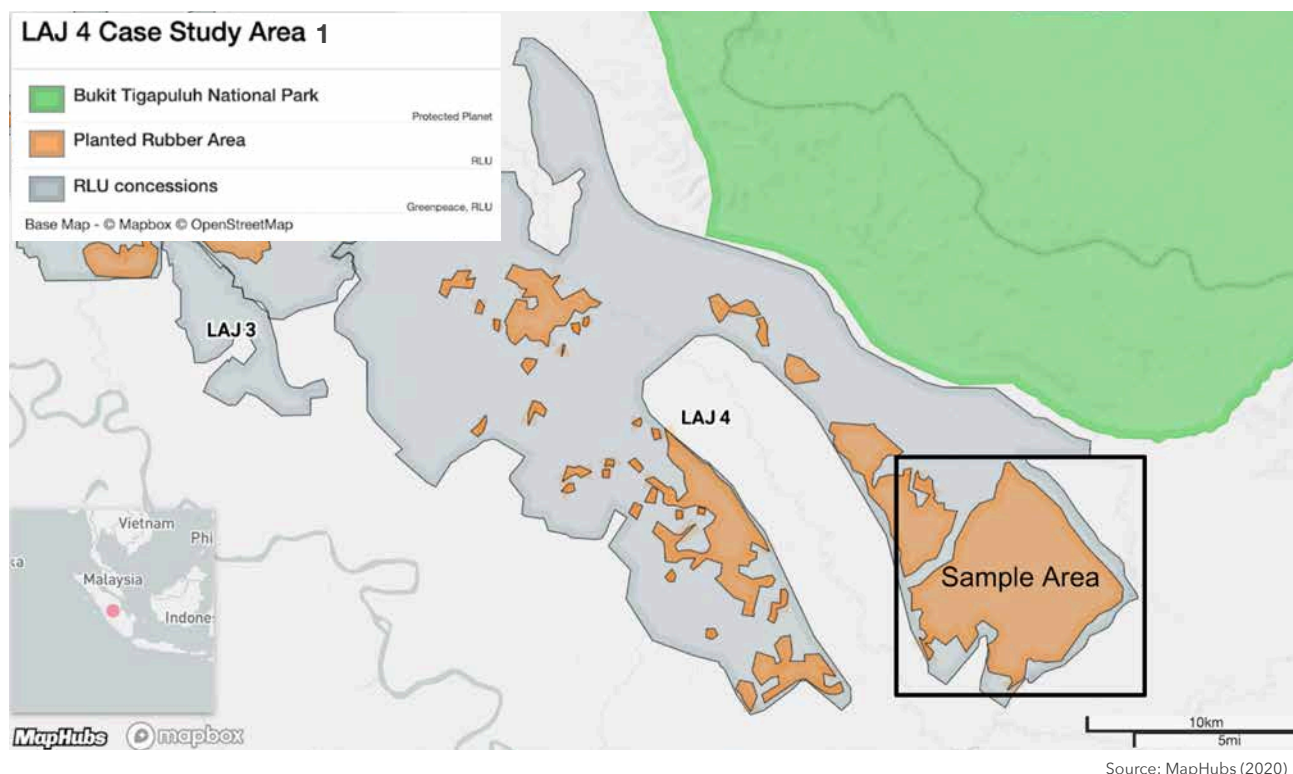 LAJ 4 Case Study Area 1
Bukit Tigapuluh National Park
Protected Planet
Planted Rubber Area
RLU
RLU concessions
Greenpeace, RLU
Base Map - © Mapbox © OpenStreetMap
LAJ 3
LAJ 4
Sample Area
Vietnam
Phi
a
Malaysia
Indone
MapHubs
mapbox
10km
5mi
Source: MapHubs (2020)